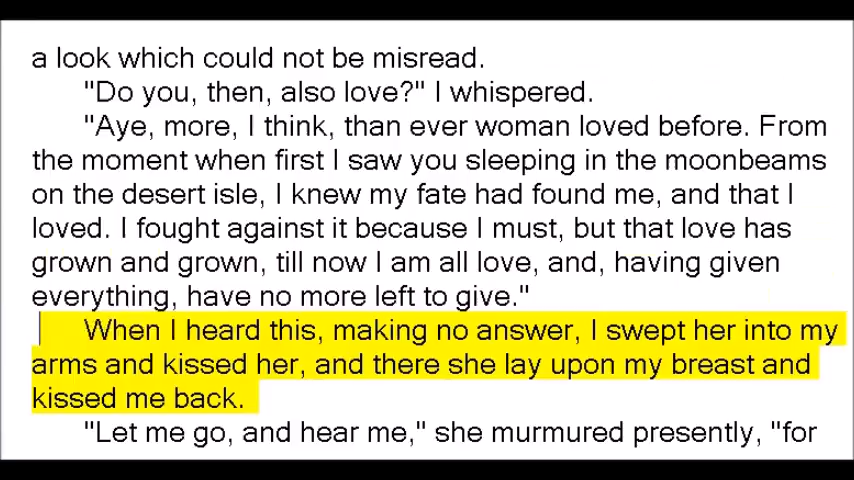 a look which could not be misread.
"Do you, then, also love?" I whispered.
"Aye, more, I think, than ever woman loved before. From
the moment when first I saw you sleeping in the moonbeams
on the desert isle, I knew my fate had found me, and that I
loved. I fought against it because I must, but that love has
grown and grown, till now I am all love, and, having given
everything, have no more left to give."
When I heard this, making no answer, I swept her into my
arms and kissed her, and there she lay upon my breast and
kissed me back.
"Let me go, and hear me," she murmured presently, "for